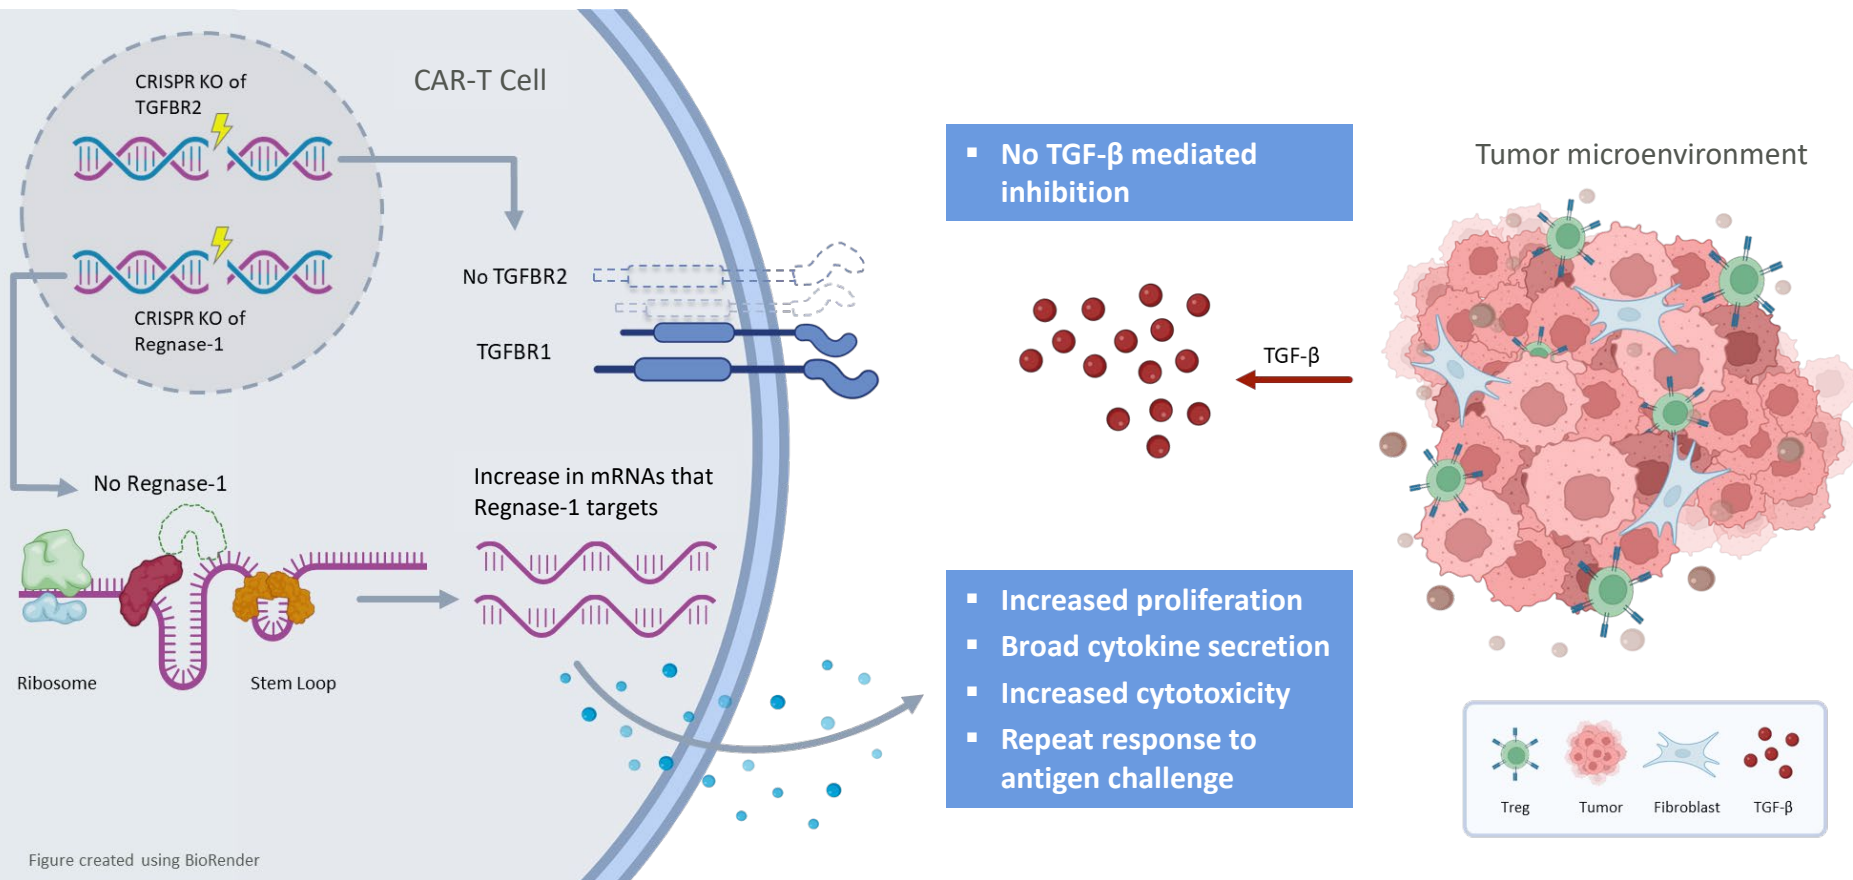 CRISPR KO of
TGFBR2
CAR-T Cell
CRISPR KO of
Regnase-1
No TGFBR2
TGFBR1
No Regnase-1
Increase in mRNAs that
Regnase-1 targets
Ribosome
Stem Loop
Figure created using BioRender
▪ No TGF-β mediated
inhibition
TGF-β
▪ Increased proliferation
▪ Broad cytokine secretion
▪ Increased cytotoxicity
▪ Repeat response to
antigen challenge
Tumor microenvironment
Treg
Tumor
Fibroblast
TGF-β